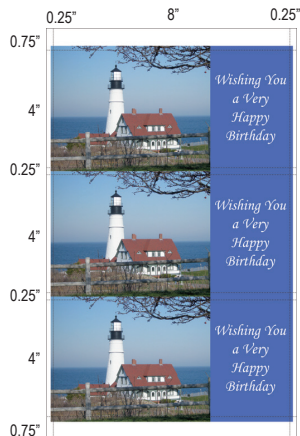 0.25” 8” 0.25”
0.75”
4”
Wishing You
a Very
Happy
Birthday
0.25”
4”
Wishing You
a Very
Happy
Birthday
0.25”
4”
Wishing You
a Very
Happy
Birthday
0.75”